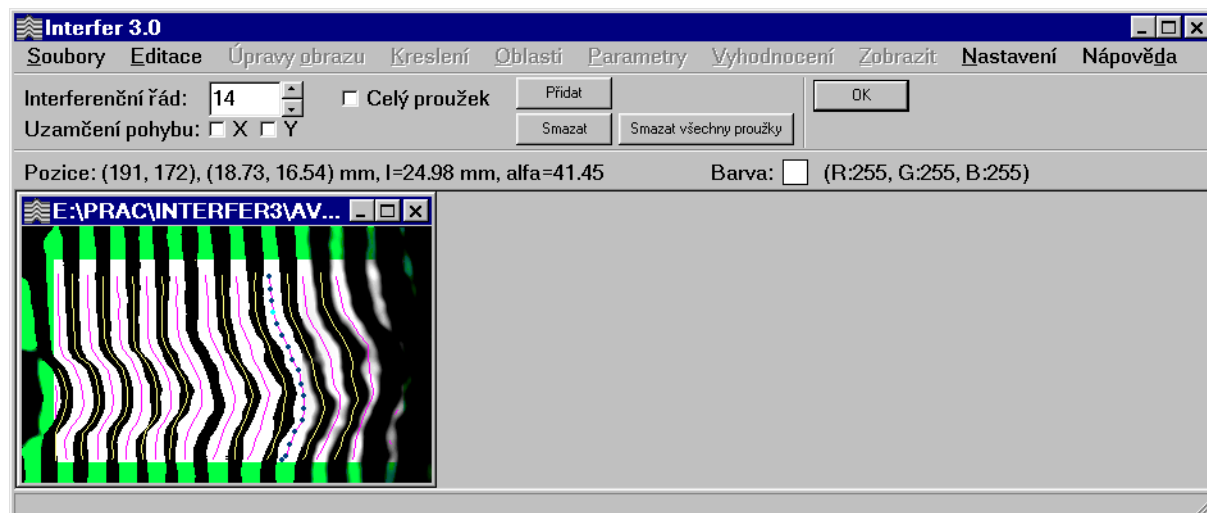 Interfer 3.0
Soubory Editace Úpravy obrazu Kreslení Oblasti Parametry Vyhodnocení Zobrazit Nastavení Nápověda
Interferenční řád: 14 Celý proužek Přidat OK
Uzamčení pohybu: X Y Smazat Smazat všechny proužky
Pozice: (191, 172), (18.73, 16.54) mm, l=24.98 mm, alfa=41.45 Barva: (R:255, G:255, B:255)
E:\PRAC\INTERFER3\AV...